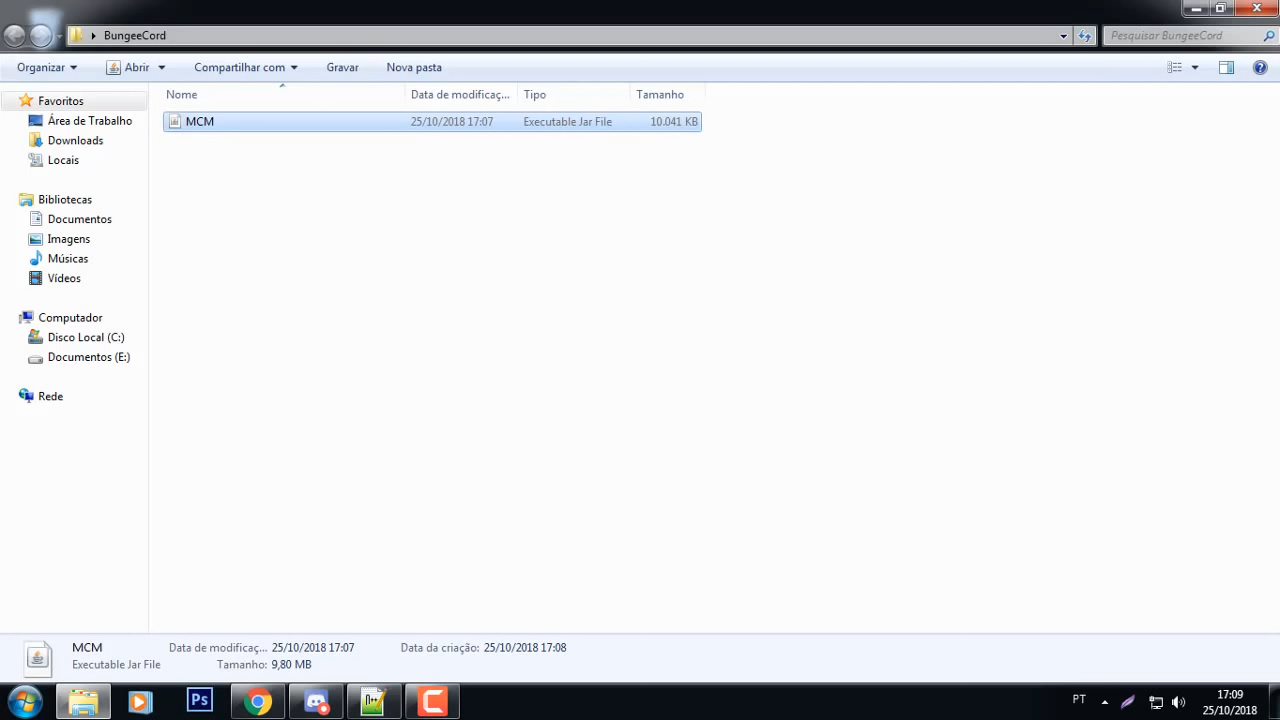 BungeeCord
Pesquisar BungeeCord
Organizar
Abrir
Compartilhar com
Gravar
Nova pasta
Nome
Data de modificaç...
Tipo
Tamanho
Favoritos
Área de Trabalho
Downloads
Locais
Bibliotecas
Documentos
Imagens
Músicas
Vídeos
Computador
Disco Local (C:)
Documentos (E:)
Rede
MCM
25/10/2018 17:07
Executable Jar File
10.041 KB
MCM
Data de modificaç... 25/10/2018 17:07
Data da criação: 25/10/2018 17:08
Executable Jar File
Tamanho: 9,80 MB
Ps
n++
PT
17:09
25/10/2018